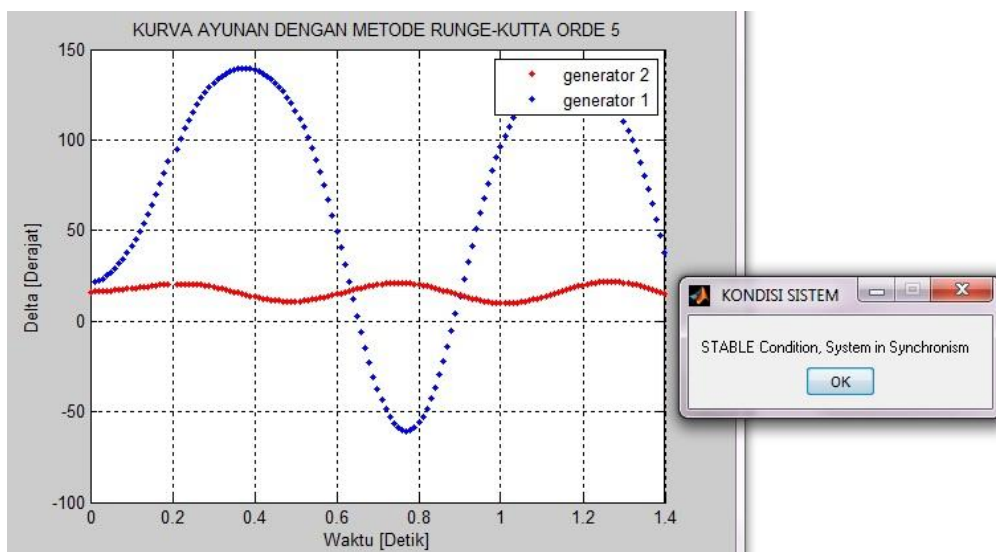 KURVA AYUNAN DENGAN METODE RUNGE-KUTTA ORDE 5
150
100
50
0
-50
-100
Delta [Derajat]
generator 2
generator 1
0
0.2
0.4
0.6
0.8
1
1.2
1.4
Waktu [Detik]
KONDISI SISTEM
STABLE Condition, System in Synchronism
OK